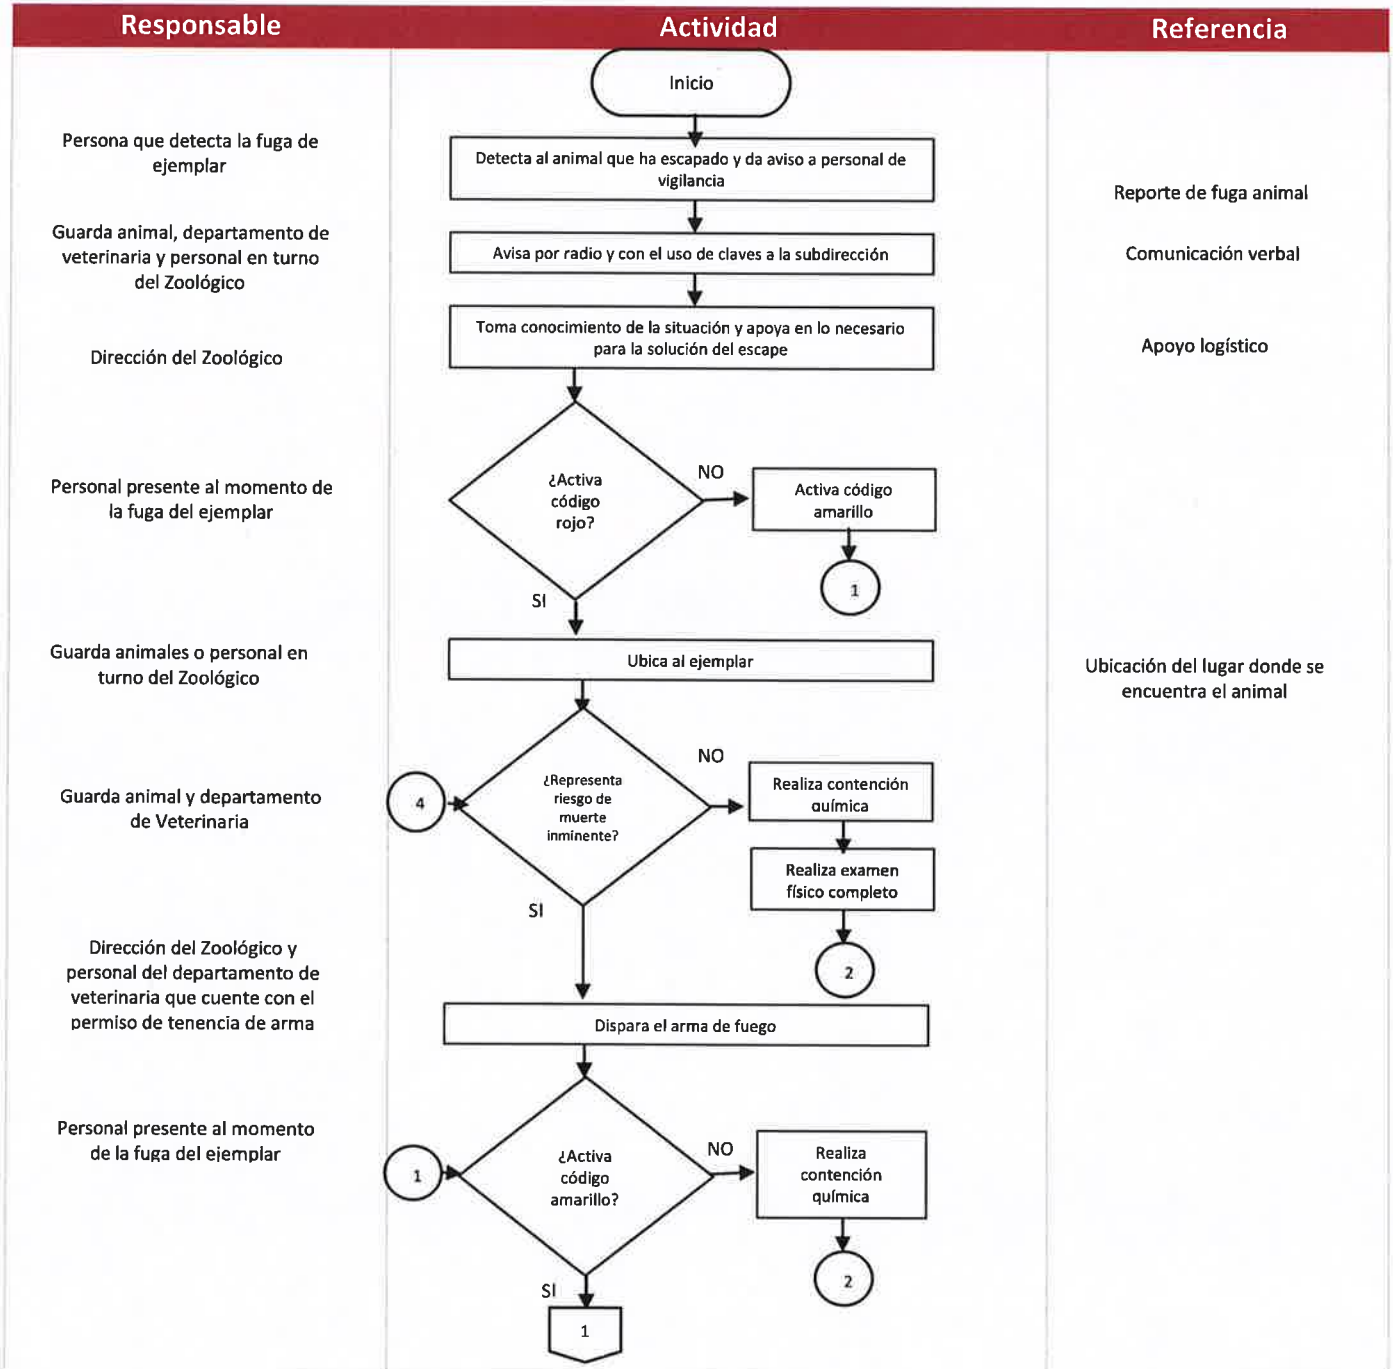 Responsable
Actividad
Referencia
Inicio
Persona que detecta la fuga de
ejemplar
Detecta al animal que ha escapado y da aviso a personal de
vigilancia
Reporte de fuga animal
Guarda animal, departamento de
veterinaria y personal en turno
del Zoológico
Avisa por radio y con el uso de claves a la subdirección
Comunicación verbal
Dirección del Zoológico
Toma conocimiento de la situación y apoya en lo necesario
para la solución del escape
Apoyo logístico
Personal presente al momento de
la fuga del ejemplar
¿Activa
código
rojo?
NO
Activa código
amarillo
1
SI
Guarda animales o personal en
turno del Zoológico
Ubica al ejemplar
Ubicación del lugar donde se
encuentra el animal
Guarda animal y departamento
de Veterinaria
4
¿Representa
riesgo de
muerte
inminente?
NO
Realiza contención
química
Realiza examen
físico completo
2
SI
Dirección del Zoológico y
personal del departamento de
veterinaria que cuente con el
permiso de tenencia de arma
Dispara el arma de fuego
Personal presente al momento
de la fuga del ejemplar
1
¿Activa
código
amarillo?
NO
Realiza
contención
química
2
SI
1